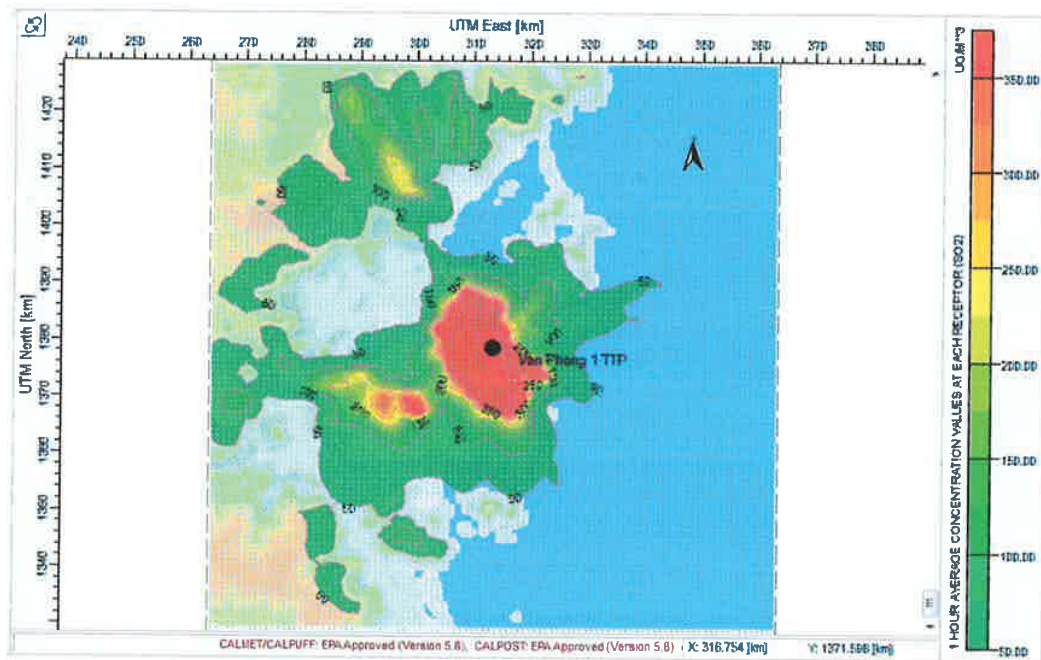 UTM East [km]
240 250 260 270 280 290 300 310 320 330 340 350 360 370 380
UTM North [km]
1420
1410
1400
1390
1380
1370
1360
1350
1340
Van Phong 1 TTP
CALMET/CALPUFF: EPA Approved (Version 5.8), CALPOST: EPA Approved (Version 5.6)
X: 316.754 [km]
Y: 1371.598 [km]
1 HOUR AVERAGE CONCENTRATION VALUES AT EACH RECEPTOR (SO2)
UG/M**3
350.00
300.00
250.00
200.00
150.00
100.00
50.00